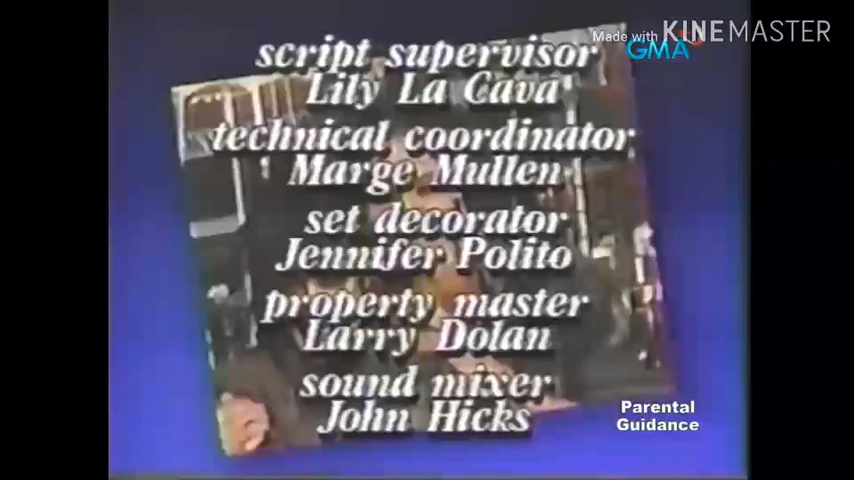 Made with KINEMASTER
GMA
script supervisor
Lily La Cava
technical coordinator
Marge Mullen
set decorator
Jennifer Polito
property master
Larry Dolan
sound mixer
John Hicks
Parental
Guidance